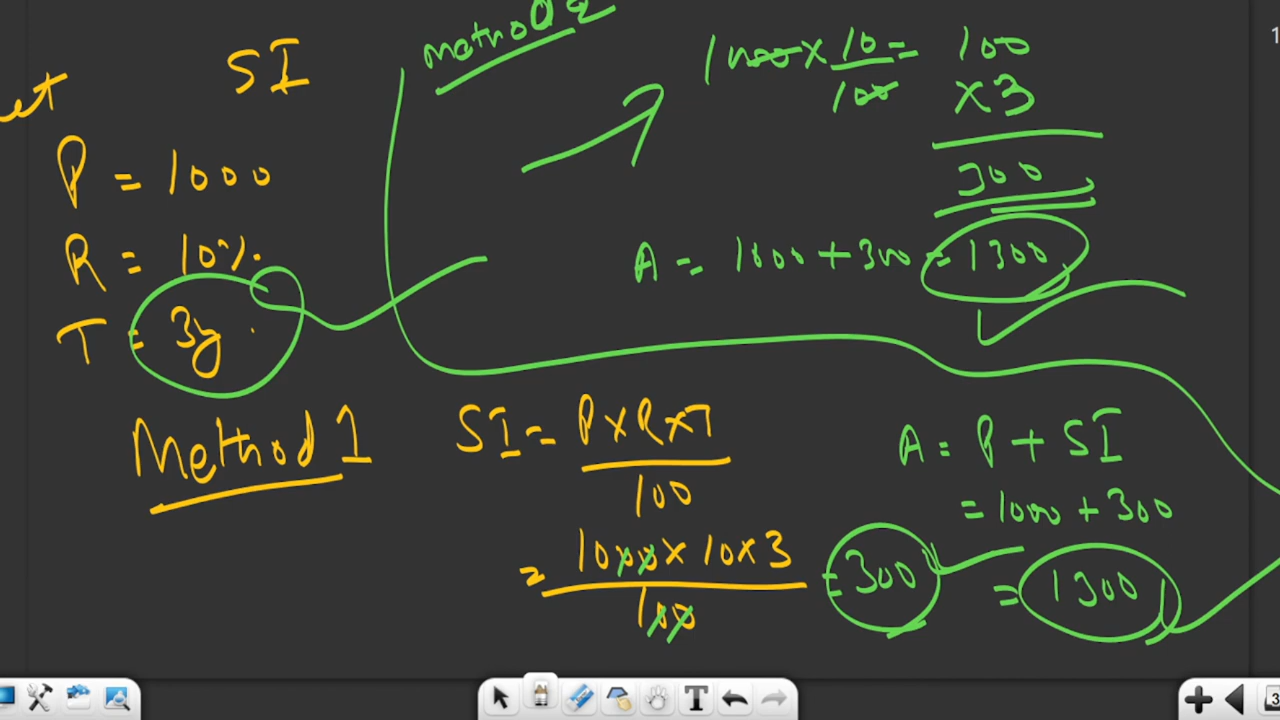 SI
P = 1000
R = 10%
T = 3y
Method 2
1000 × 10/100 = 100
×3
300
A = 1000 + 300 = 1300
Method 1
SI = P×R×T
100
= 1000 × 10 × 3
100
= 300
A = P + SI
= 1000 + 300
= 1300
T